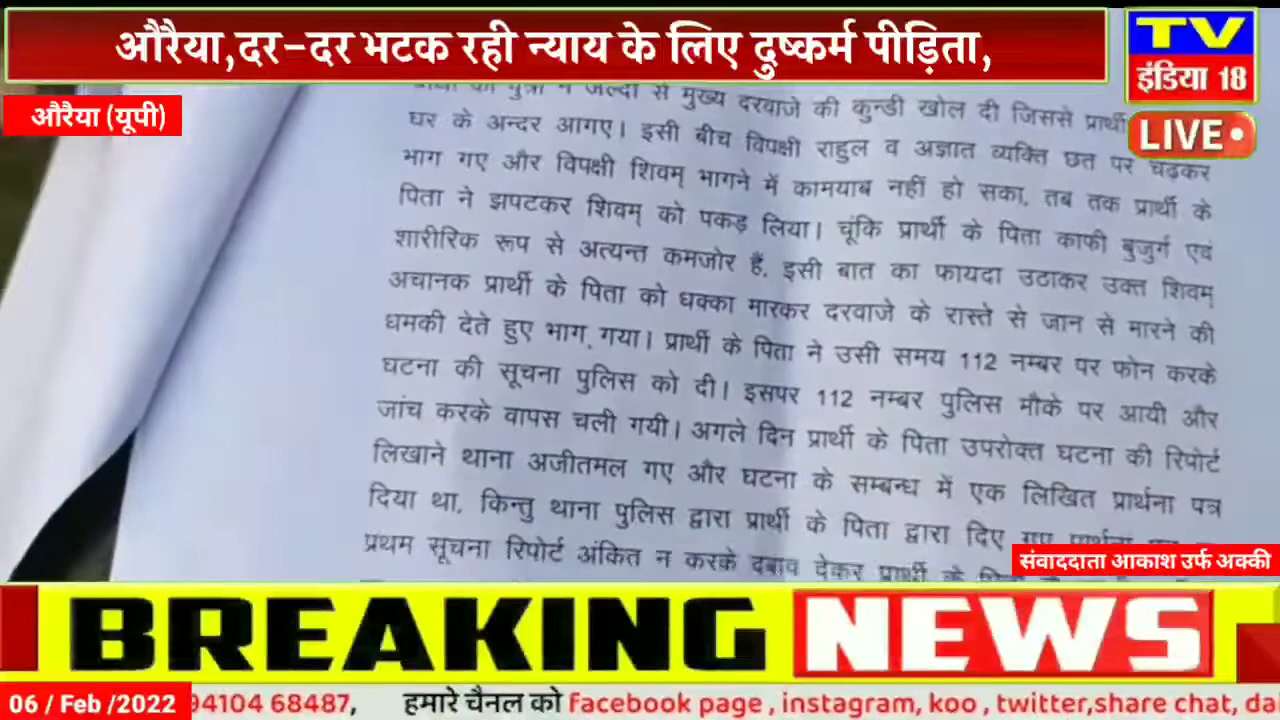 औरैया,दर-दर भटक रही न्याय के लिए दुष्कर्म पीड़िता,
TV
इंडिया 18
LIVE
औरैया (यूपी)
जल्दी से मुख्य दरवाजे की कुन्डी खोल दी जिससे प्रार्थी
घर के अन्दर आगए। इसी बीच विपक्षी राहुल व अज्ञात व्यक्ति छत पर चढ़कर
भाग गए और विपक्षी शिवम् भागने में कामयाब नहीं हो सका, तब तक प्रार्थी के
पिता ने झपटकर शिवम् को पकड़ लिया। चूंकि प्रार्थी के पिता काफी बुजुर्ग एवं
शारीरिक रूप से अत्यन्त कमजोर हैं, इसी बात का फायदा उठाकर उक्त शिवम्
अचानक प्रार्थी के पिता को धक्का मारकर दरवाजे के रास्ते से जान से मारने की
धमकी देते हुए भाग गया। प्रार्थी के पिता ने उसी समय 112 नम्बर पर फोन करके
घटना की सूचना पुलिस को दी। इसपर 112 नम्बर पुलिस मौके पर आयी और
जांच करके वापस चली गयी। अगले दिन प्रार्थी के पिता उपरोक्त घटना की रिपोर्ट
लिखाने थाना अजीतमल गए और घटना के सम्बन्ध में एक लिखित प्रार्थना पत्र
दिया था, किन्तु थाना पुलिस द्वारा प्रार्थी के पिता द्वारा दिए गए
प्रथम सूचना रिपोर्ट अंकित न करके दबाव देकर प्रार्थी के
संवाददाता आकाश उर्फ अक्की
BREAKING NEWS
06 / Feb /2022
94104 68487, हमारे चैनल को Facebook page , instagram, koo , twitter,share chat, da